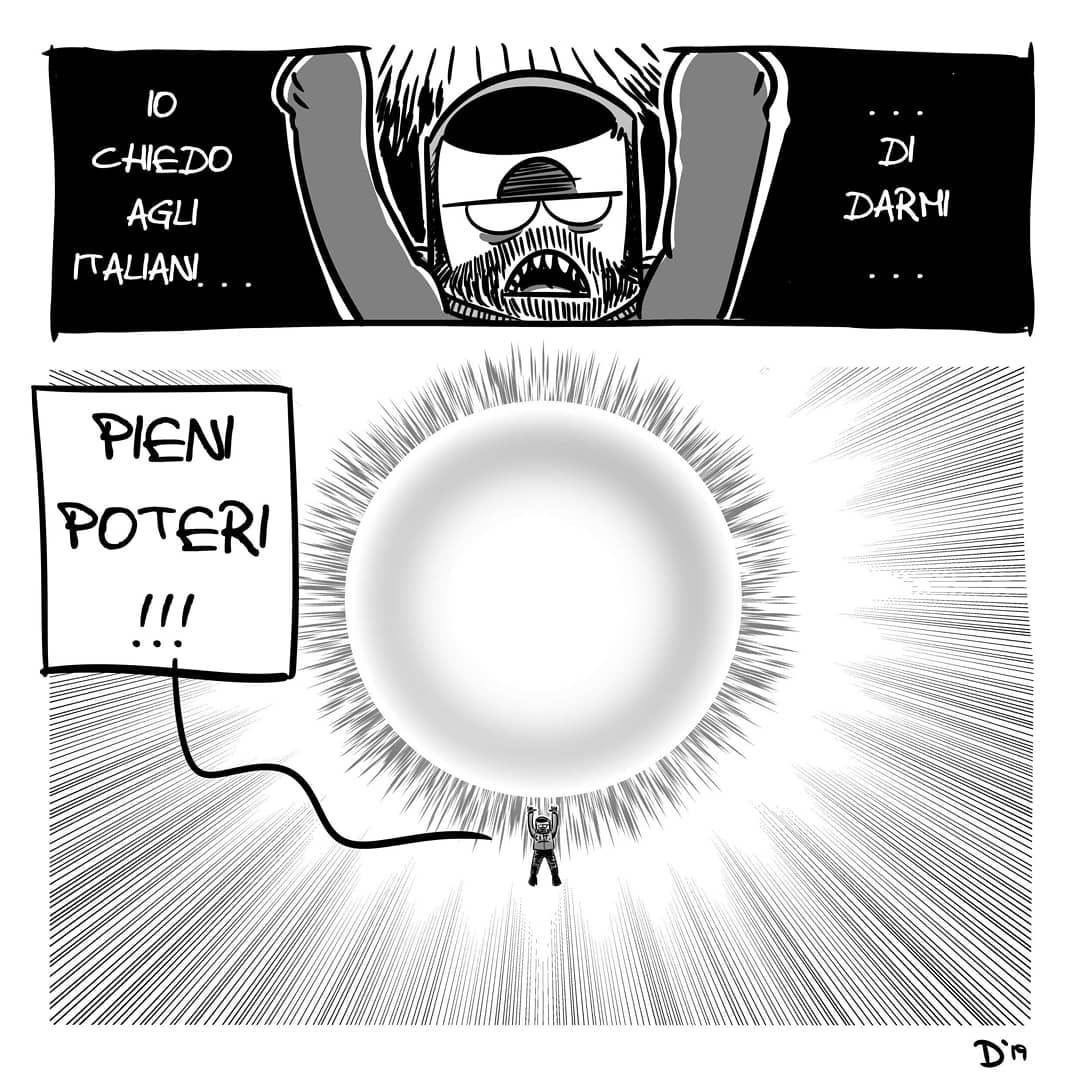 IO
CHIEDO
AGLI
ITALIANI...
...
DI
DARMI
...
PIENI
POTERI
!!!
D'19